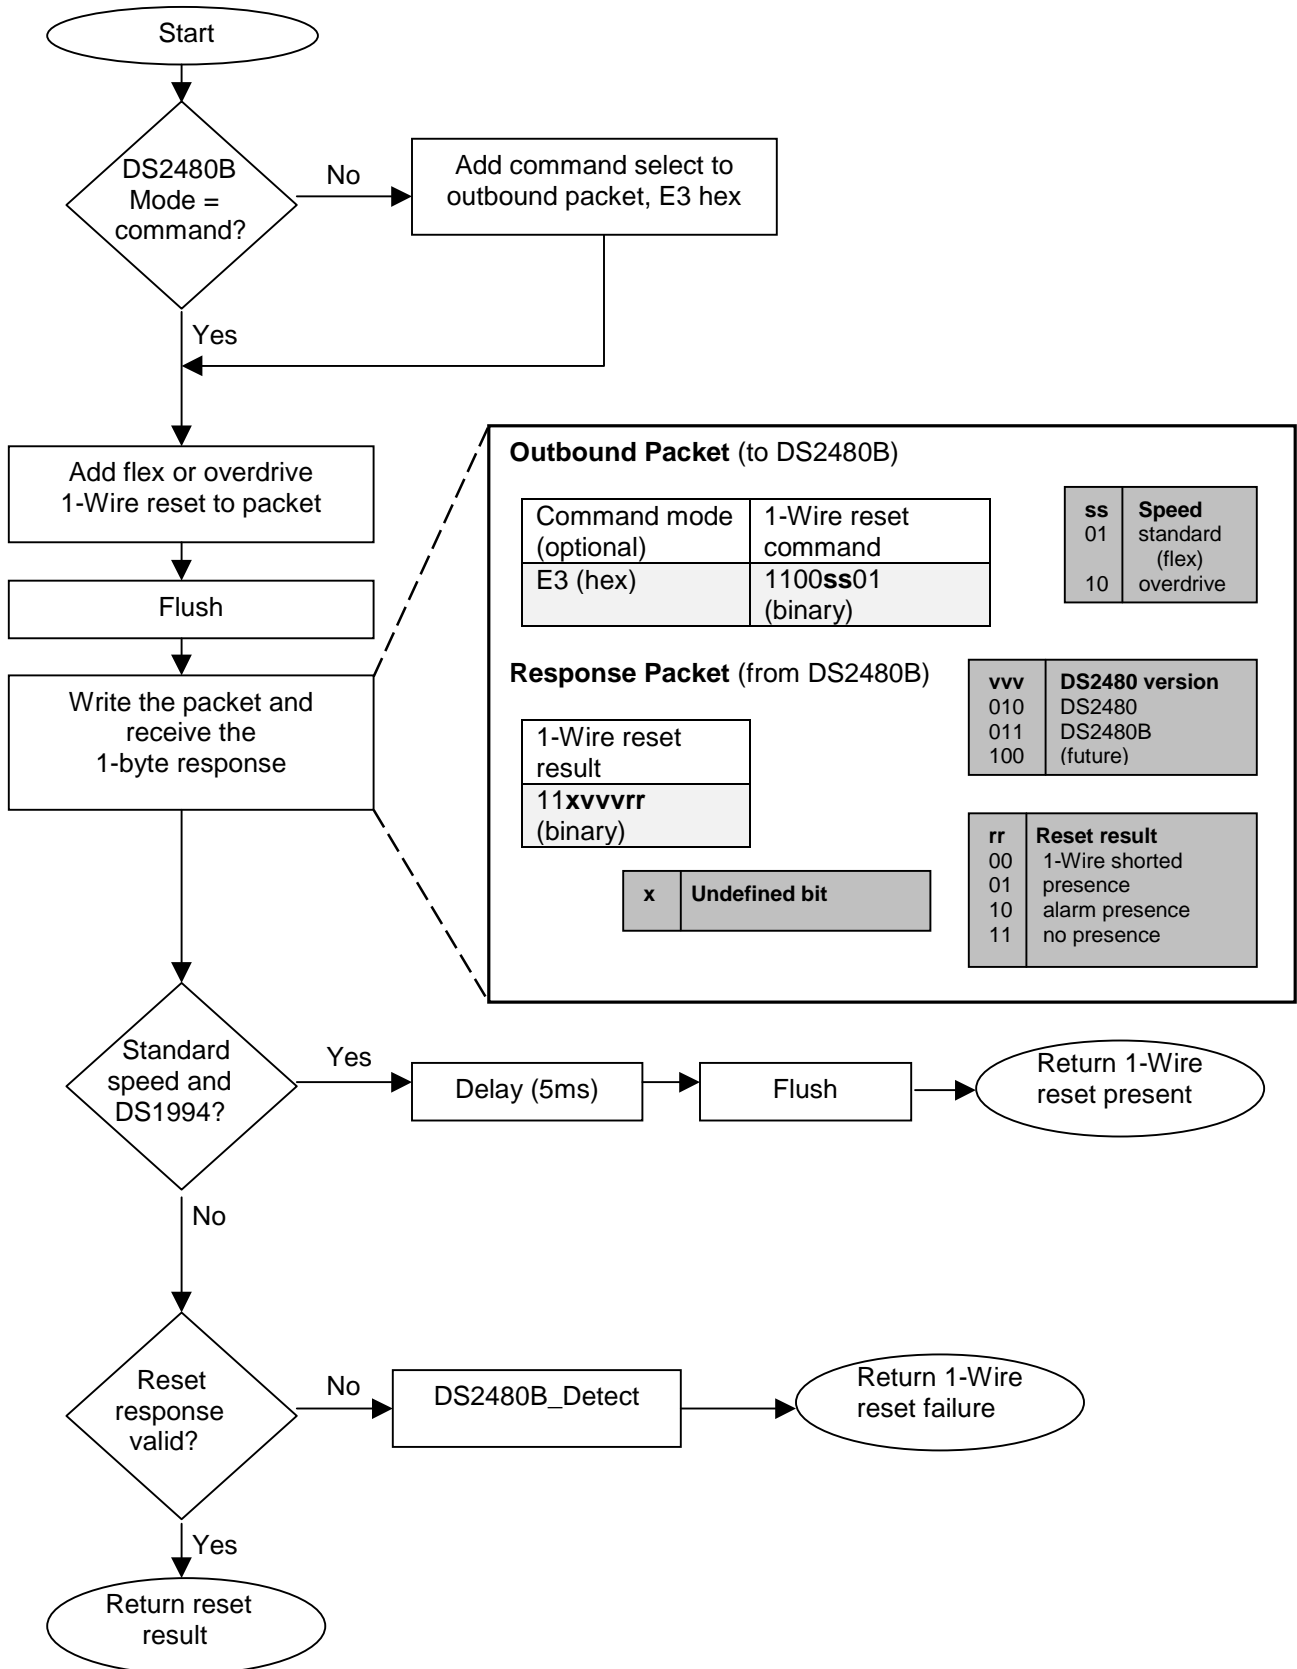 Start
DS2480B
Mode =
command?
No
Add command select to
outbound packet, E3 hex
Yes
Add flex or overdrive
1-Wire reset to packet
Flush
Write the packet and
receive the
1-byte response
Outbound Packet (to DS2480B)
Command mode
(optional)
1-Wire reset
command
E3 (hex)
1100ss01
(binary)
ss Speed
01 standard
(flex)
10 overdrive
Response Packet (from DS2480B)
1-Wire reset
result
11xvvvrr
(binary)
vvv DS2480 version
010 DS2480
011 DS2480B
100 (future)
x Undefined bit
rr Reset result
00 1-Wire shorted
01 presence
10 alarm presence
11 no presence
Standard
speed and
DS1994?
Yes
Delay (5ms)
Flush
Return 1-Wire
reset present
No
Reset
response
valid?
No
DS2480B_Detect
Return 1-Wire
reset failure
Yes
Return reset
result